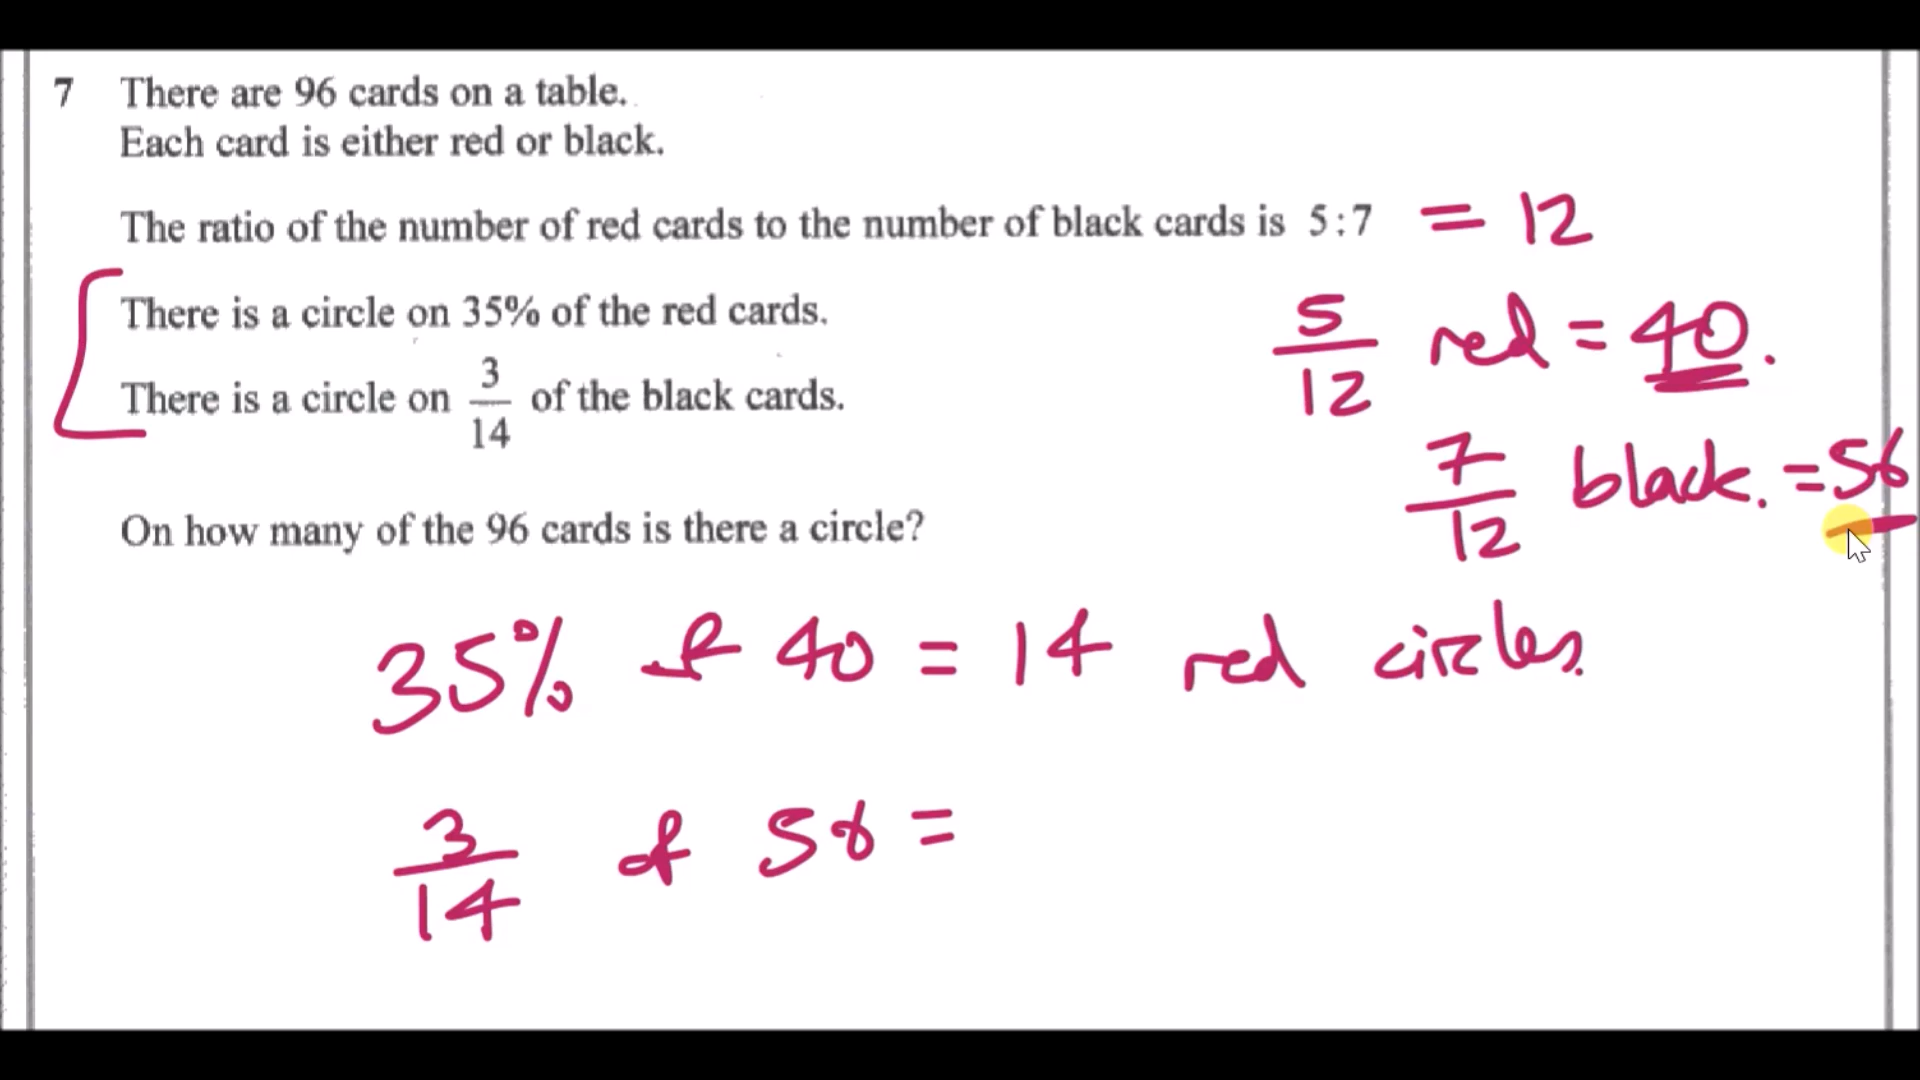 7 There are 96 cards on a table.
Each card is either red or black.
The ratio of the number of red cards to the number of black cards is 5:7 = 12
There is a circle on 35% of the red cards.
5/12 red = 40.
There is a circle on 3/14 of the black cards.
7/12 black. = 56
On how many of the 96 cards is there a circle?
35% of 40 = 14 red circles.
3/14 of 56 =